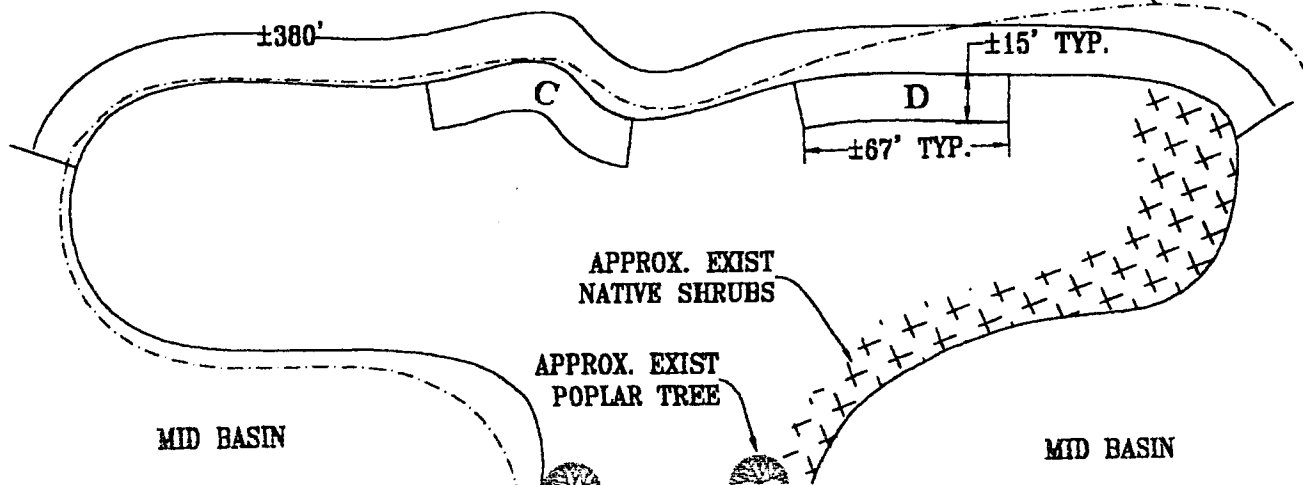 ±380'
±15' TYP.
C
D
±67' TYP.
APPROX. EXIST
NATIVE SHRUBS
APPROX. EXIST
POPLAR TREE
MID BASIN
MID BASIN